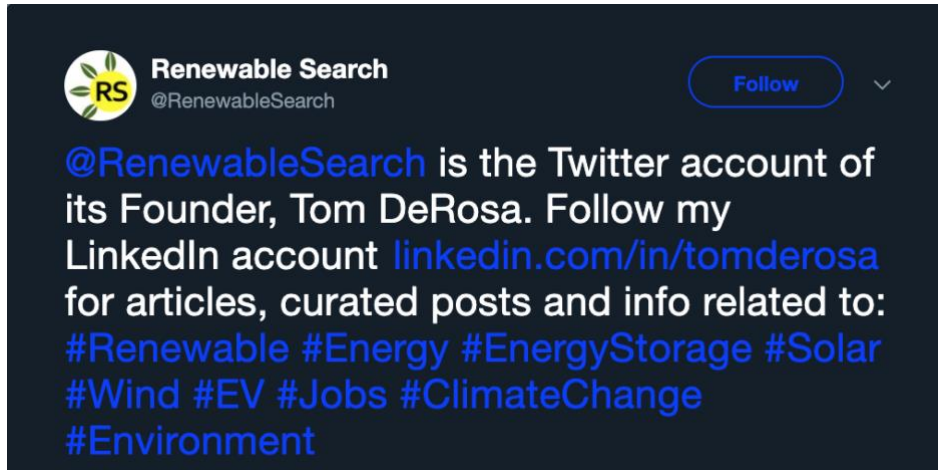 RS
Renewable Search
@RenewableSearch
Follow
@RenewableSearch is the Twitter account of
its Founder, Tom DeRosa. Follow my
LinkedIn account linkedin.com/in/tomderosa
for articles, curated posts and info related to:
#Renewable #Energy #EnergyStorage #Solar
#Wind #EV #Jobs #ClimateChange
#Environment